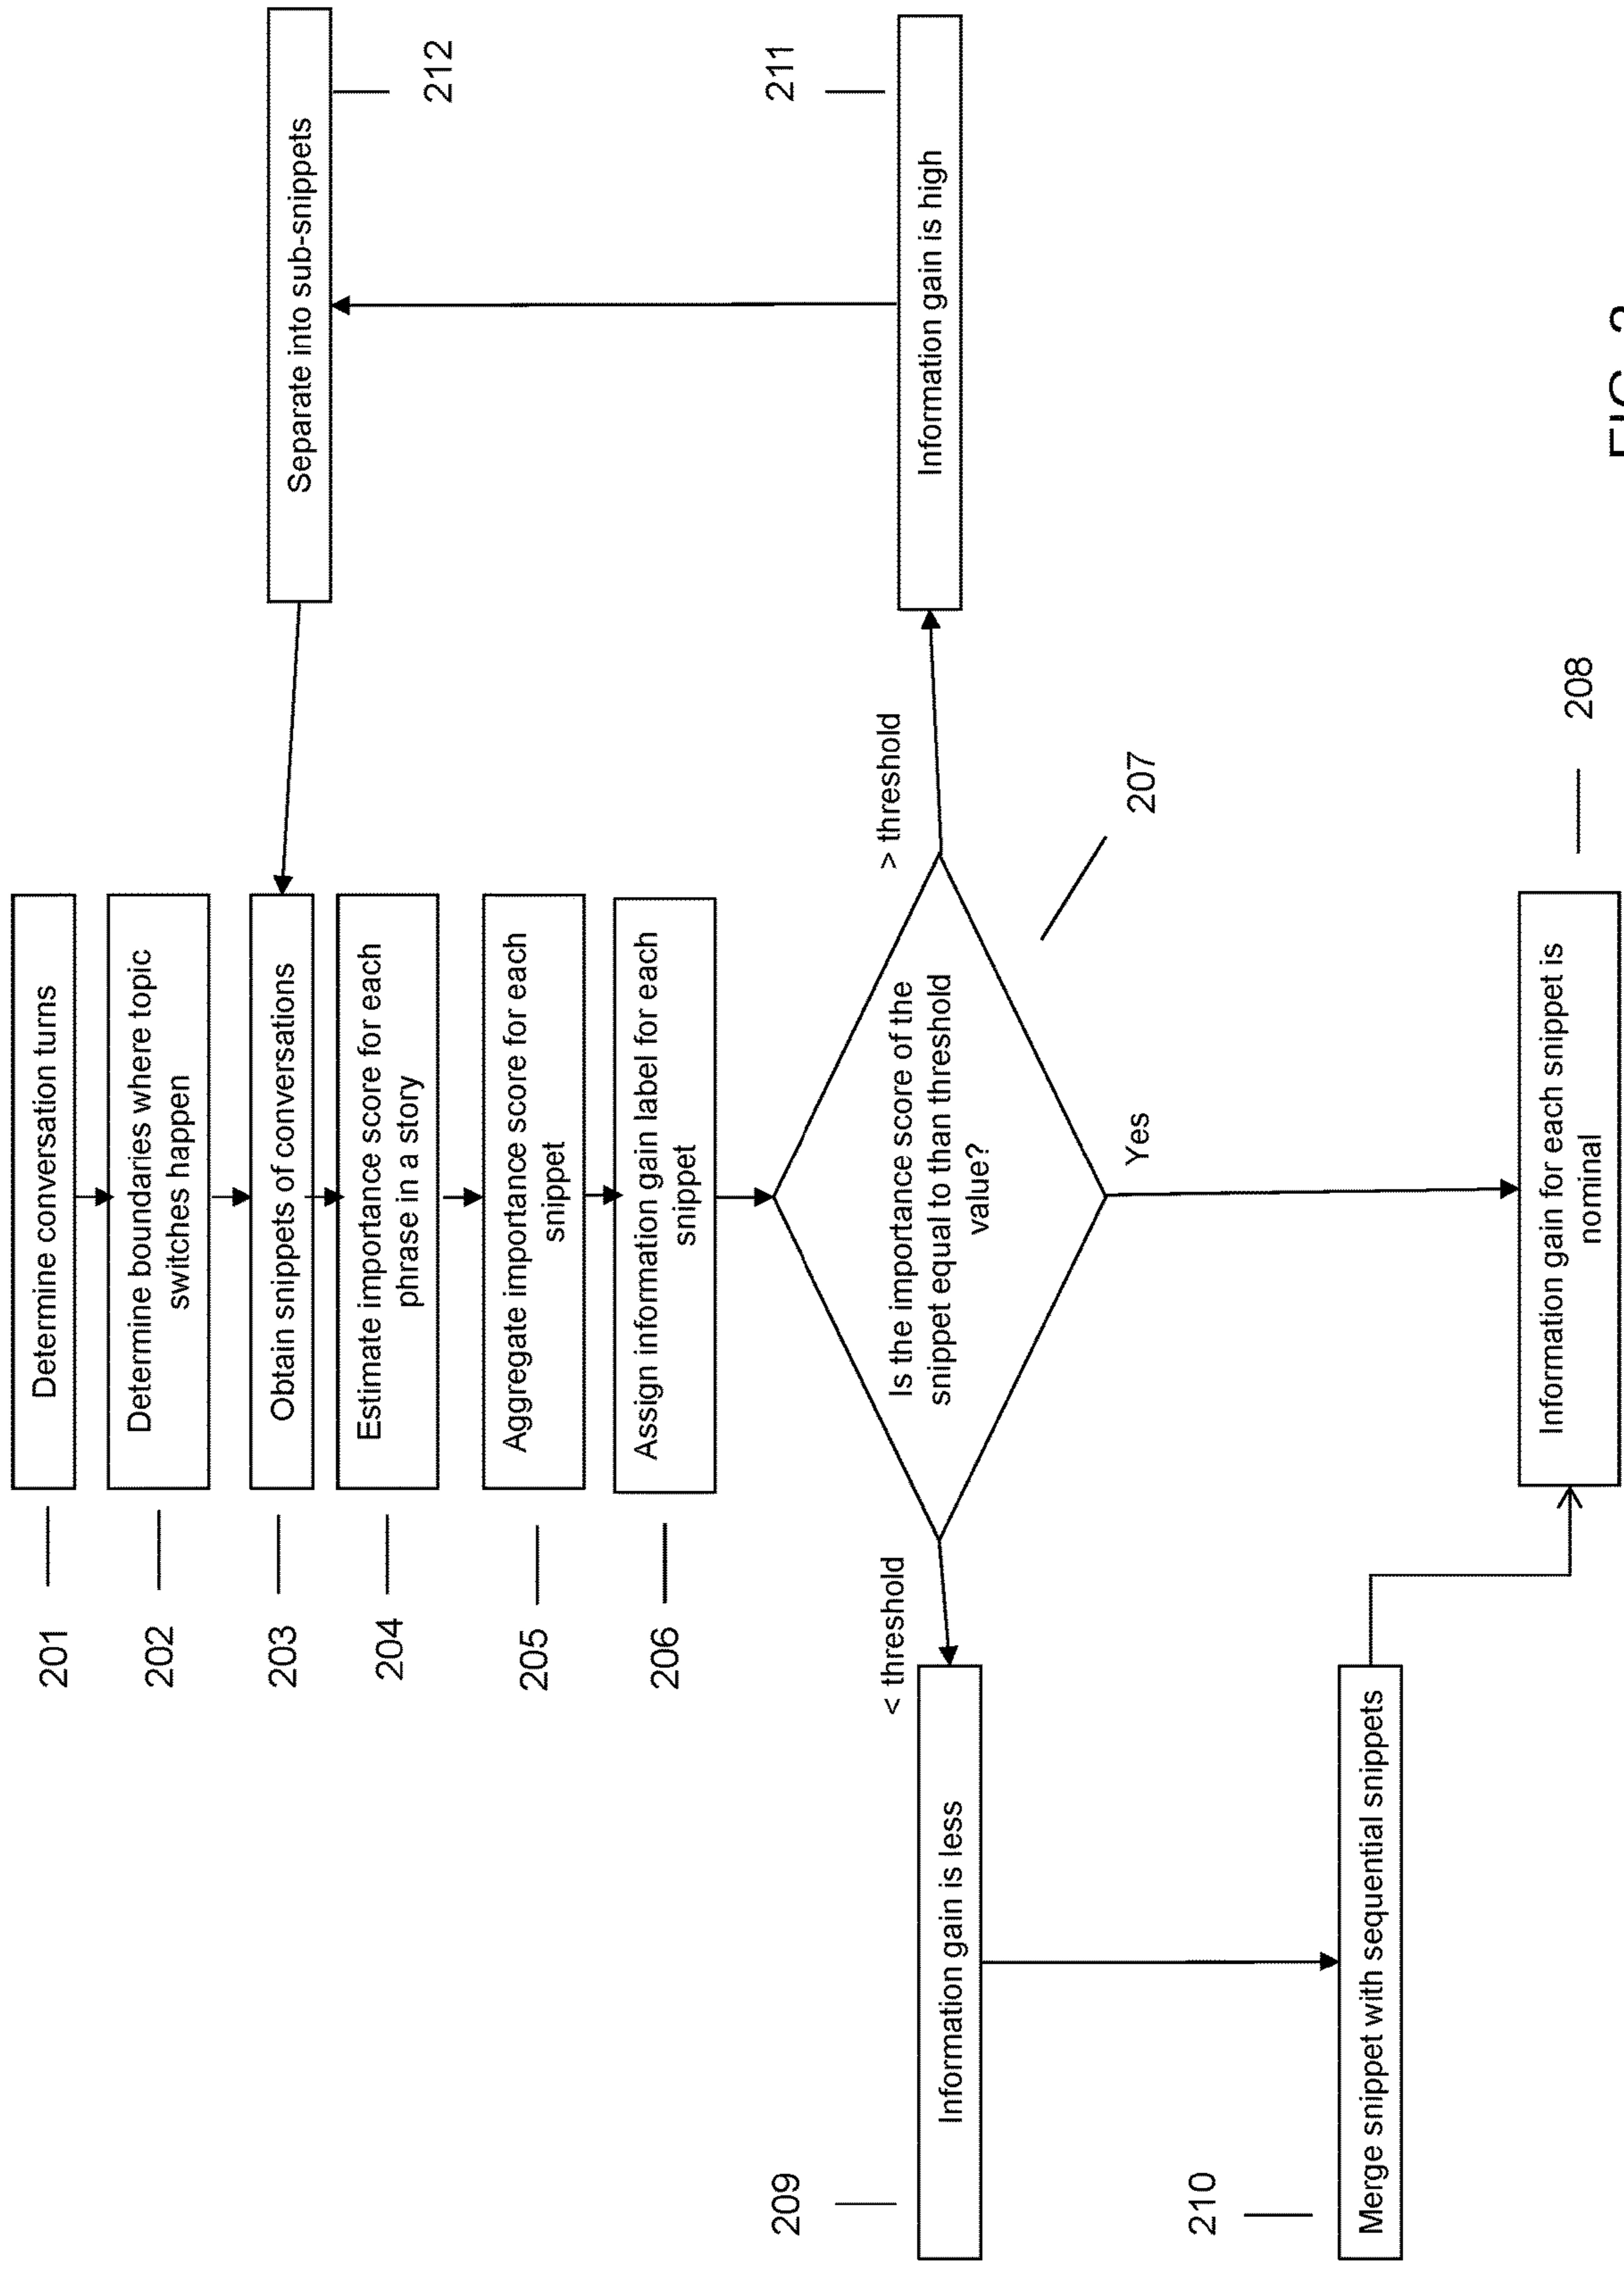 201
Determine conversation turns
202
Determine boundaries where topic
switches happen
203
Obtain snippets of conversations
204
Estimate importance score for each
phrase in a story
205
Aggregate importance score for each
snippet
206
Assign information gain label for each
snippet
Separate into sub-snippets
212
211
Information gain is high
< threshold
Is the importance score of the
snippet equal to than threshold
value?
> threshold
207
Yes
209
Information gain is less
210
Merge snippet with sequential snippets
Information gain for each snippet is
nominal
208
FIG.